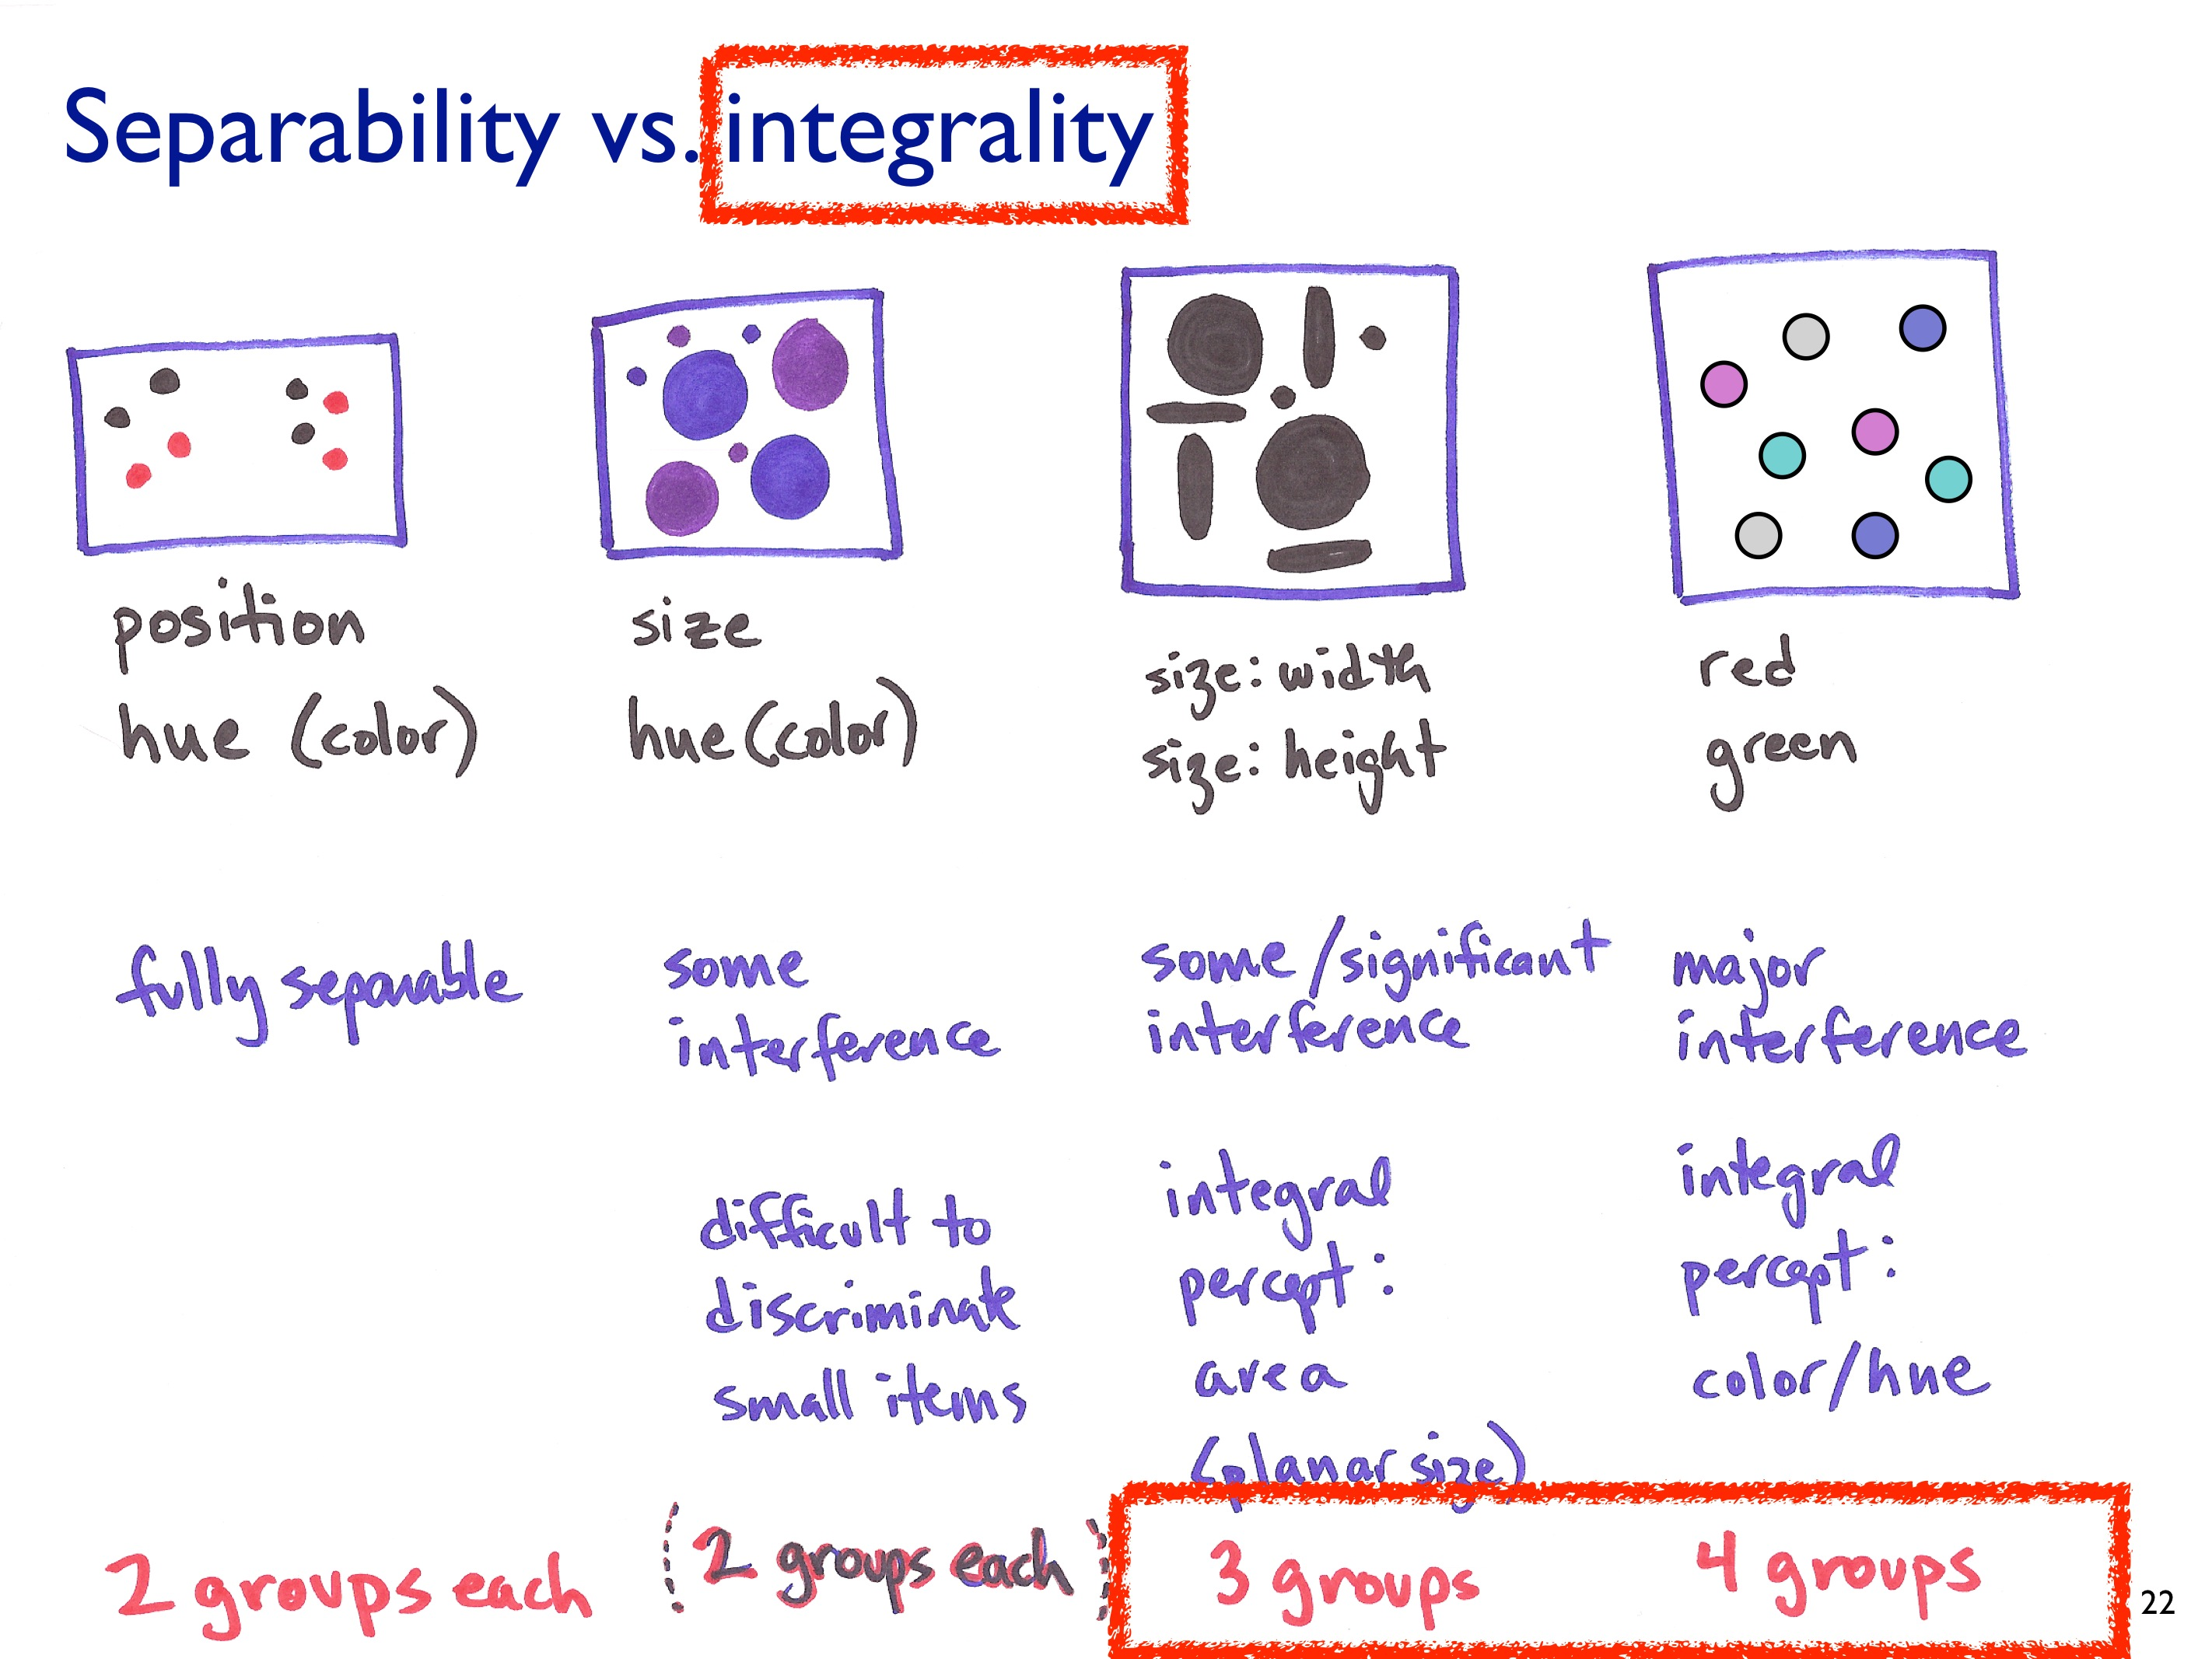 Separability vs. integrality
position
hue (color)
size
hue (color)
size: width
size: height
red
green
fully separable
some
interference
some/significant
interference
major
interference
difficult to
discriminate
small items
integral
percept:
area
(planar size)
integral
percept:
color/hue
2 groups each
(2 groups each)
3 groups
4 groups
22